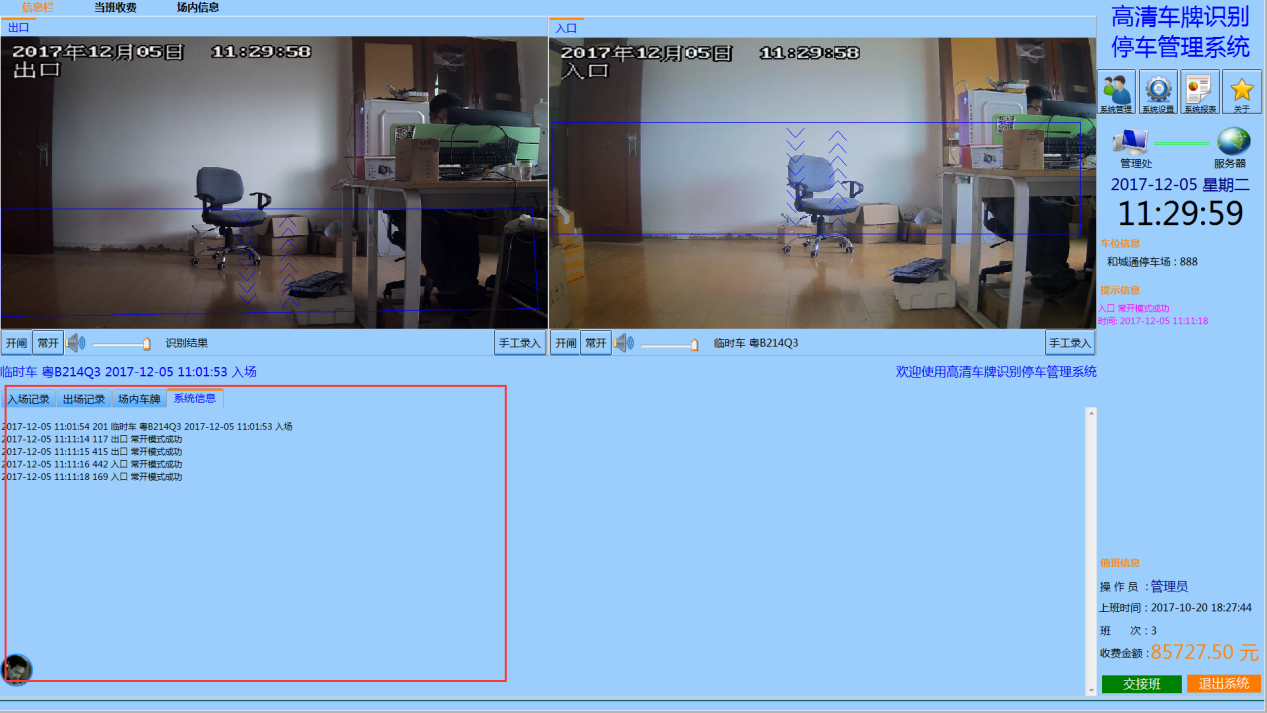 信息栏 当班收费 场内信息
高清车牌识别
停车管理系统
出口
入口
2017年12月05日 11:29:58
出口
2017年12月05日 11:29:58
入口
系统管理 系统设置 系统报表 关于
管理处 服务器
2017-12-05 星期二
11:29:59
车位信息
和城通停车场：888
提示信息
入口 常开模式成功
时间: 2017-12-05 11:11:18
开闸 常开 识别结果 手工录入
开闸 常开 临时车 粤B214Q3 手工录入
临时车 粤B214Q3 2017-12-05 11:01:53 入场
欢迎使用高清车牌识别停车管理系统
入场记录 出场记录 场内车牌 系统信息
2017-12-05 11:01:54 201 临时车 粤B214Q3 2017-12-05 11:01:53 入场
2017-12-05 11:11:14 117 出口 常开模式成功
2017-12-05 11:11:15 415 出口 常开模式成功
2017-12-05 11:11:16 442 入口 常开模式成功
2017-12-05 11:11:18 169 入口 常开模式成功
值班信息
操 作 员 ：管理员
上班时间：2017-10-20 18:27:44
班 次：3
收费金额：85727.50 元
交接班 退出系统